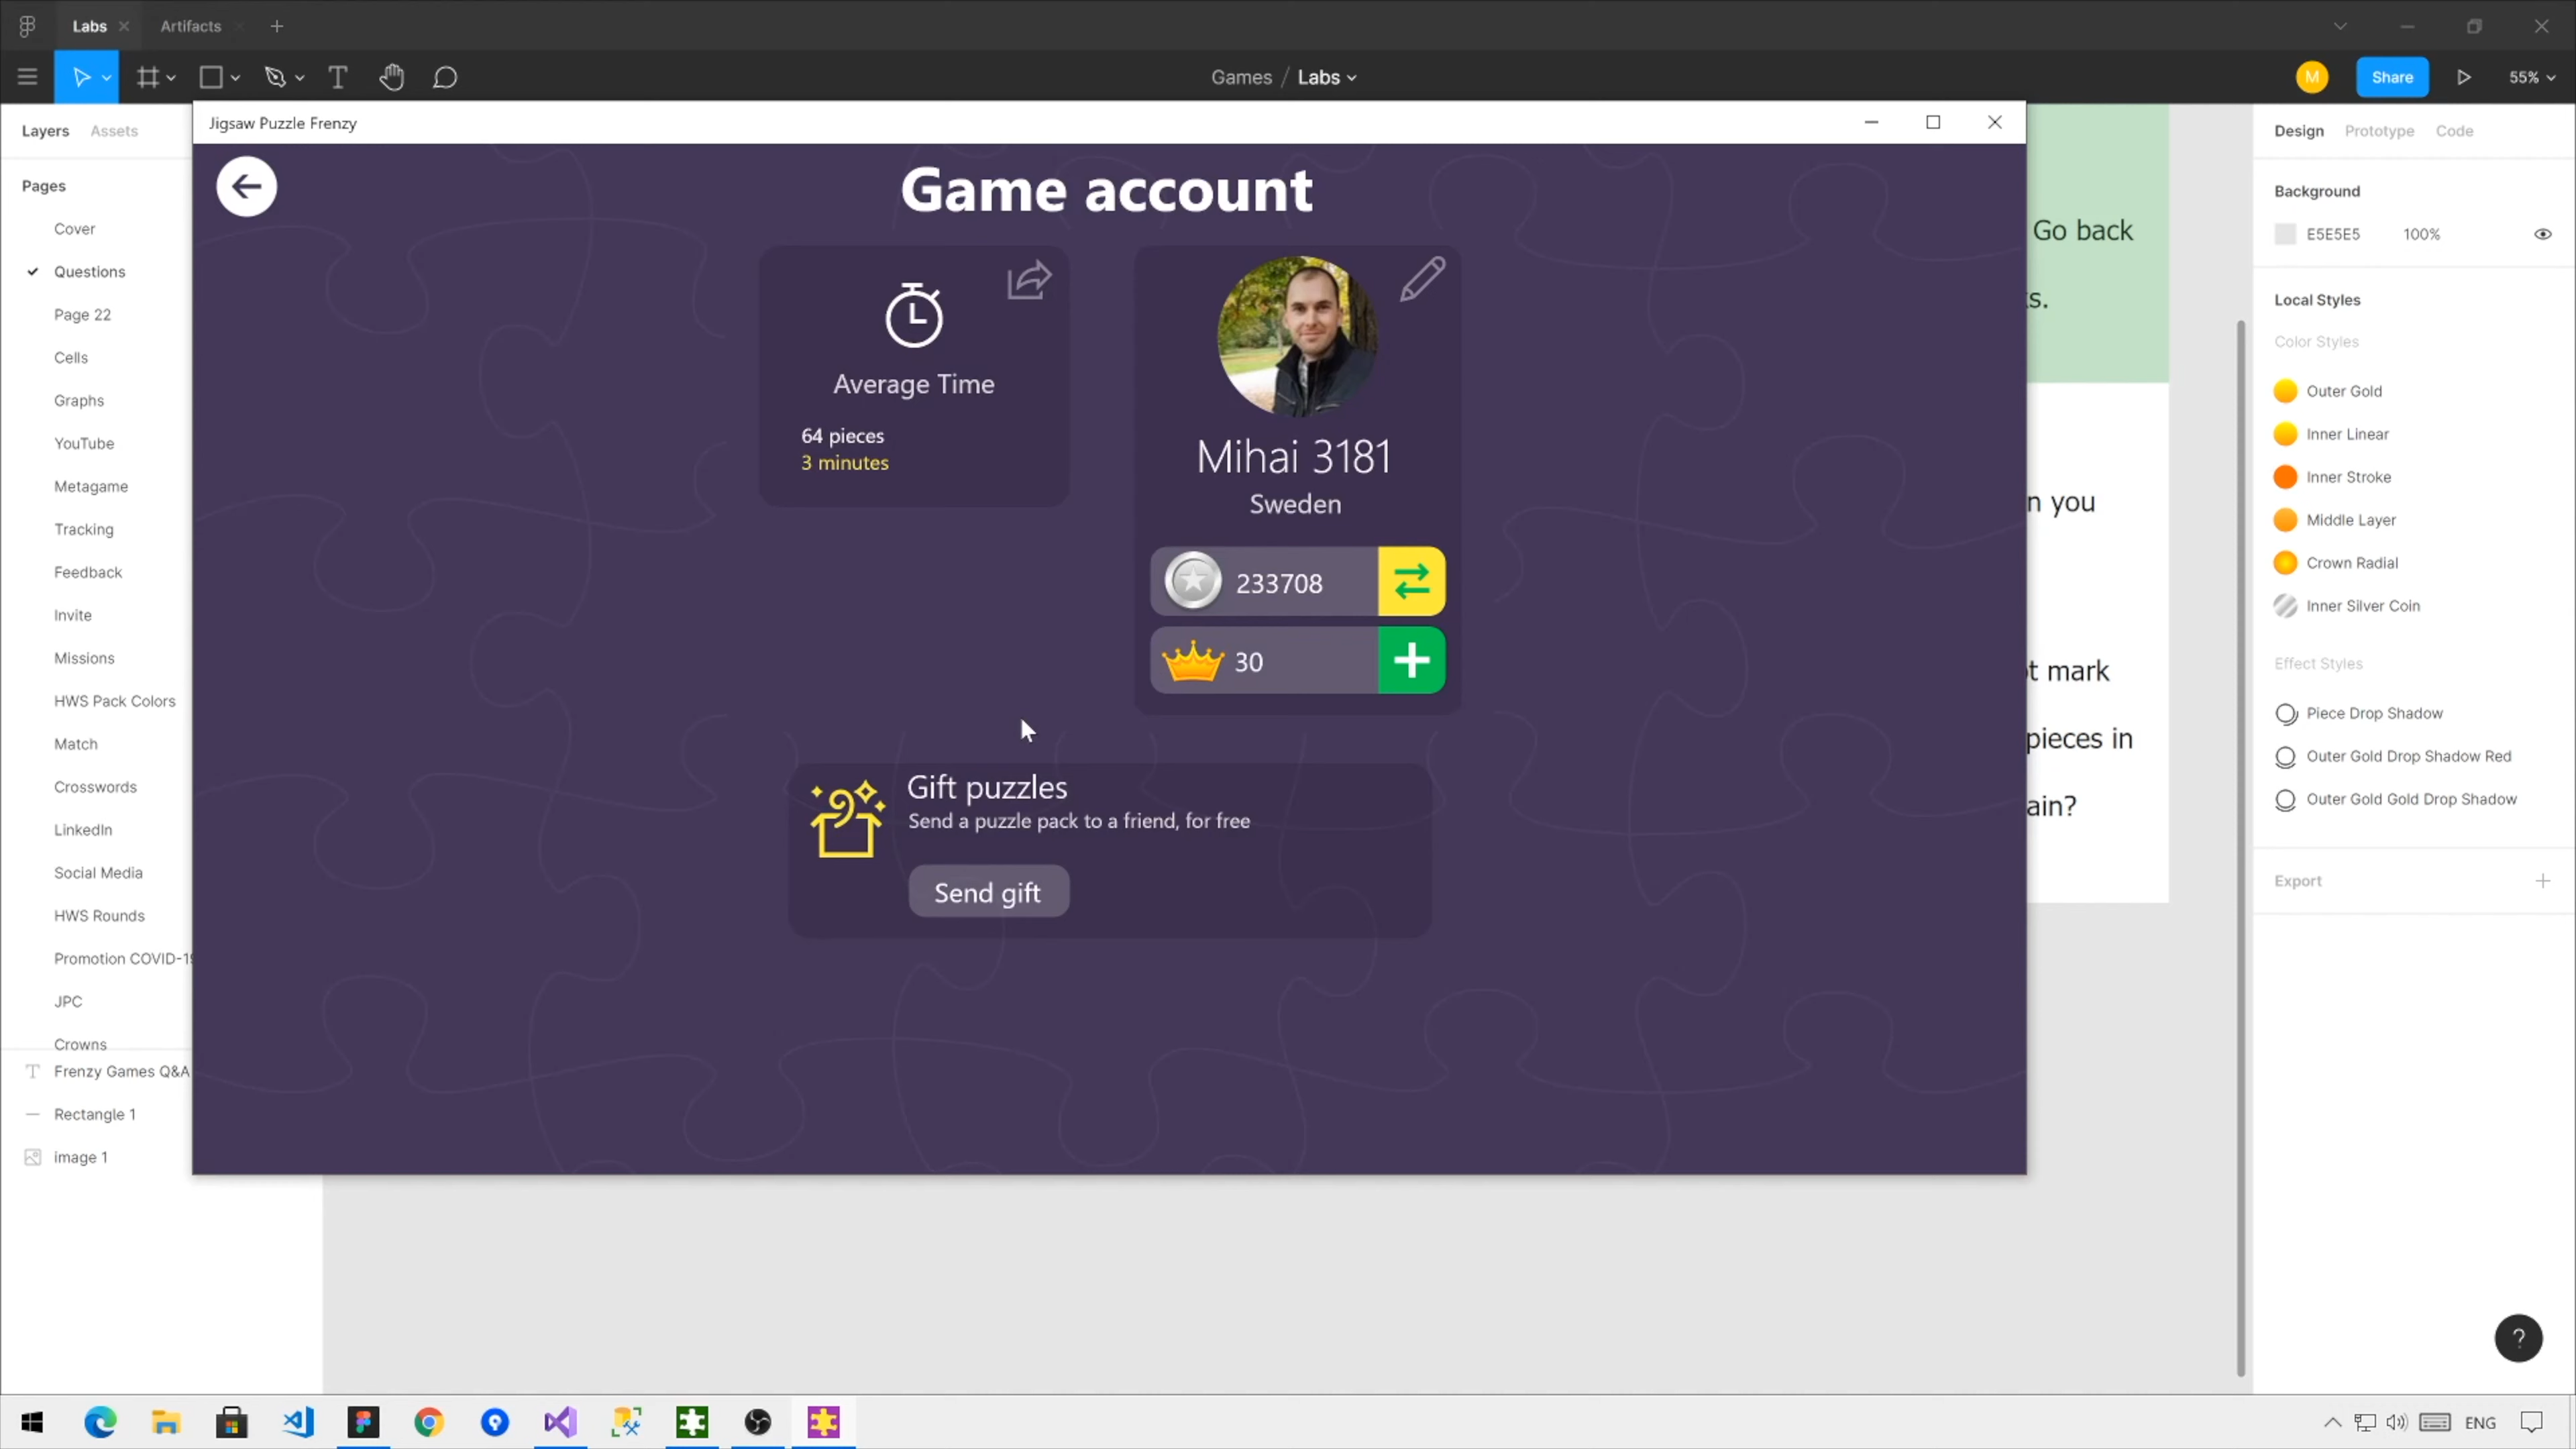 Labs
Artifacts
Games / Labs
M
Share
55%
Layers
Assets
Pages
Cover
Questions
Page 22
Cells
Graphs
YouTube
Metagame
Tracking
Feedback
Invite
Missions
HWS Pack Colors
Match
Crosswords
LinkedIn
Social Media
HWS Rounds
Promotion COVID-19
JPC
Crowns
Frenzy Games Q&A
Rectangle 1
image 1
Jigsaw Puzzle Frenzy
Game account
Average Time
64 pieces
3 minutes
Mihai 3181
Sweden
233708
30
Gift puzzles
Send a puzzle pack to a friend, for free
Send gift
Go back
n you
mark
pieces in
ain?
Design
Prototype
Code
Background
E5E5E5
100%
Local Styles
Color Styles
Outer Gold
Inner Linear
Inner Stroke
Middle Layer
Crown Radial
Inner Silver Coin
Effect Styles
Piece Drop Shadow
Outer Gold Drop Shadow Red
Outer Gold Gold Drop Shadow
Export
?
ENG